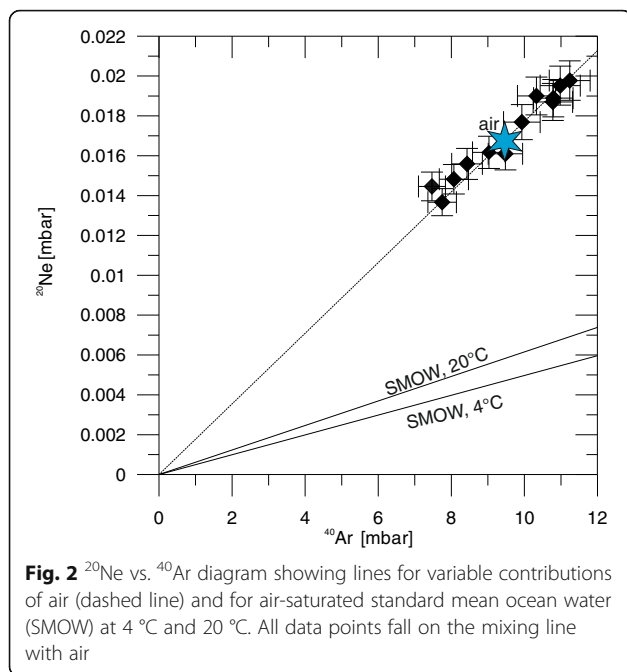 0.022
0.02
0.018
0.016
0.014
0.012
0.01
0.008
0.006
0.004
0.002
0
²⁰Ne [mbar]
air
SMOW, 20°C
SMOW, 4°C
0 2 4 6 8 10 12
⁴⁰Ar [mbar]
Fig. 2 ²⁰Ne vs. ⁴⁰Ar diagram showing lines for variable contributions
of air (dashed line) and for air-saturated standard mean ocean water
(SMOW) at 4 °C and 20 °C. All data points fall on the mixing line
with air